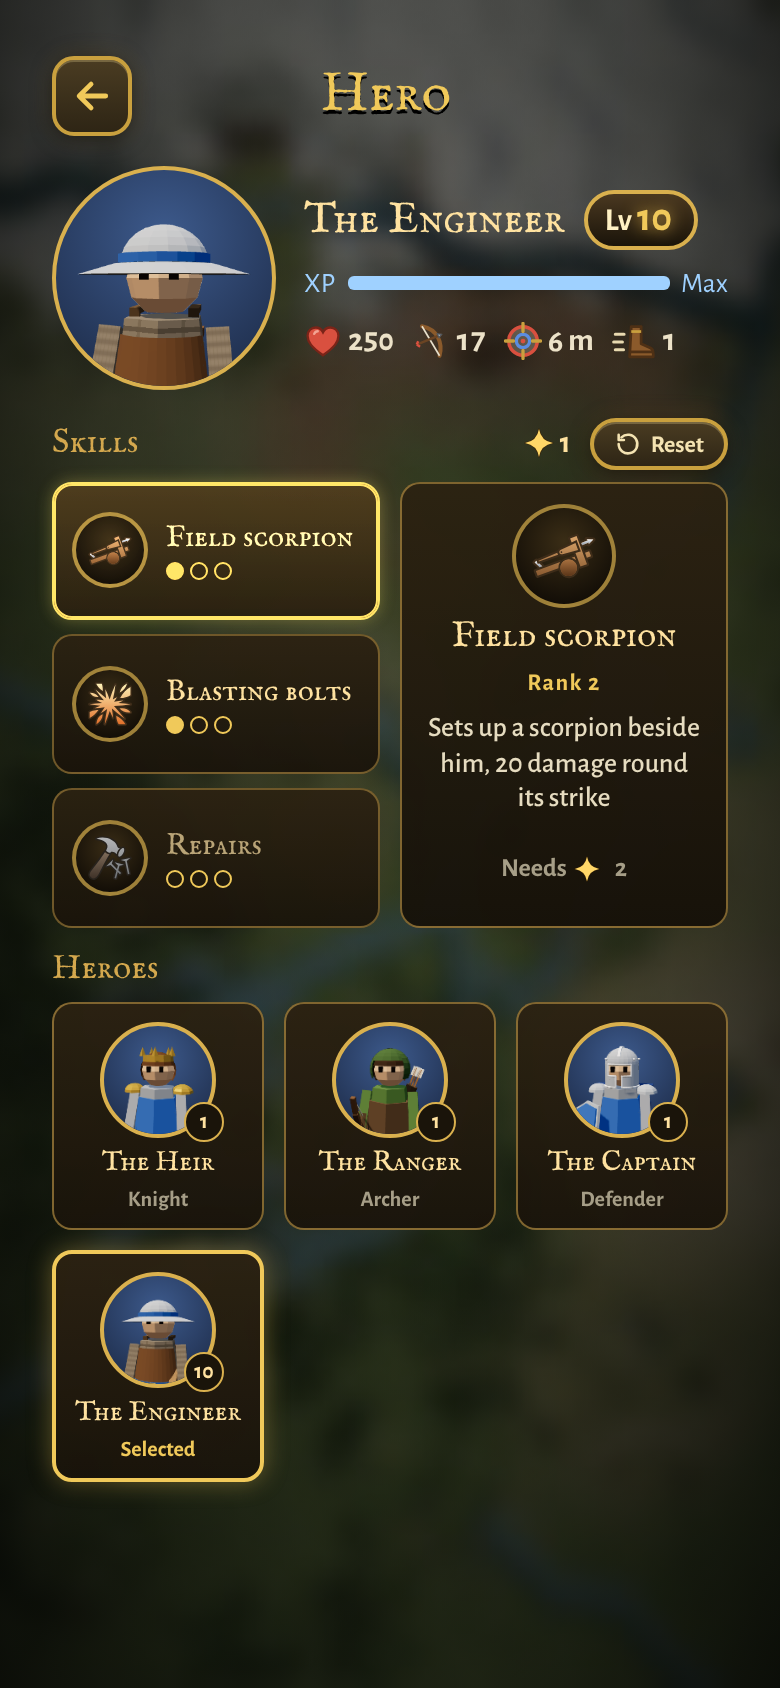 Hero
The Engineer Lv 10
XP Max
250 17 6 m 1
Skills
1 Reset
Field scorpion
Blasting bolts
Repairs
Field scorpion
Rank 2
Sets up a scorpion beside
him, 20 damage round
its strike
Needs 2
Heroes
1
The Heir
Knight
1
The Ranger
Archer
1
The Captain
Defender
10
The Engineer
Selected